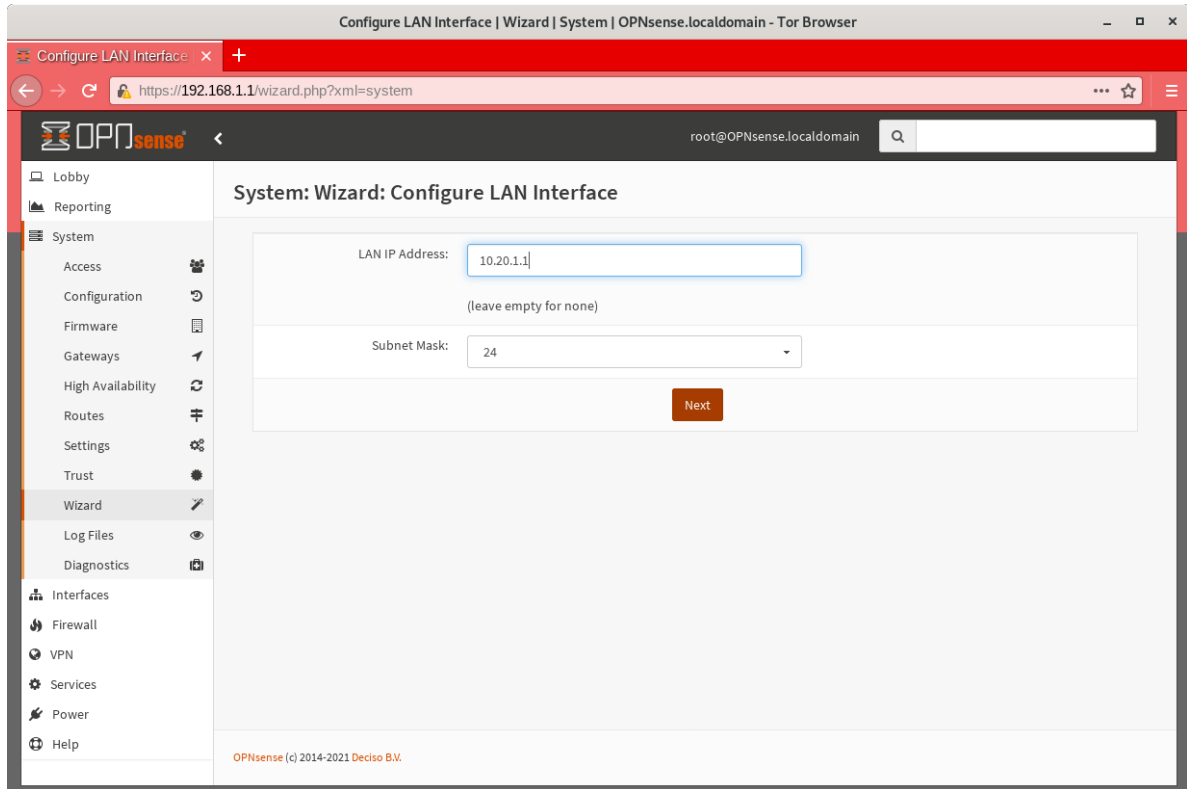 Configure LAN Interface | Wizard | System | OPNsense.localdomain - Tor Browser
Configure LAN Interface
https://192.168.1.1/wizard.php?xml=system
OPNsense
root@OPNsense.localdomain
Lobby
Reporting
System
Access
Configuration
Firmware
Gateways
High Availability
Routes
Settings
Trust
Wizard
Log Files
Diagnostics
Interfaces
Firewall
VPN
Services
Power
Help
System: Wizard: Configure LAN Interface
LAN IP Address:
10.20.1.1
(leave empty for none)
Subnet Mask:
24
Next
OPNsense (c) 2014-2021 Deciso B.V.